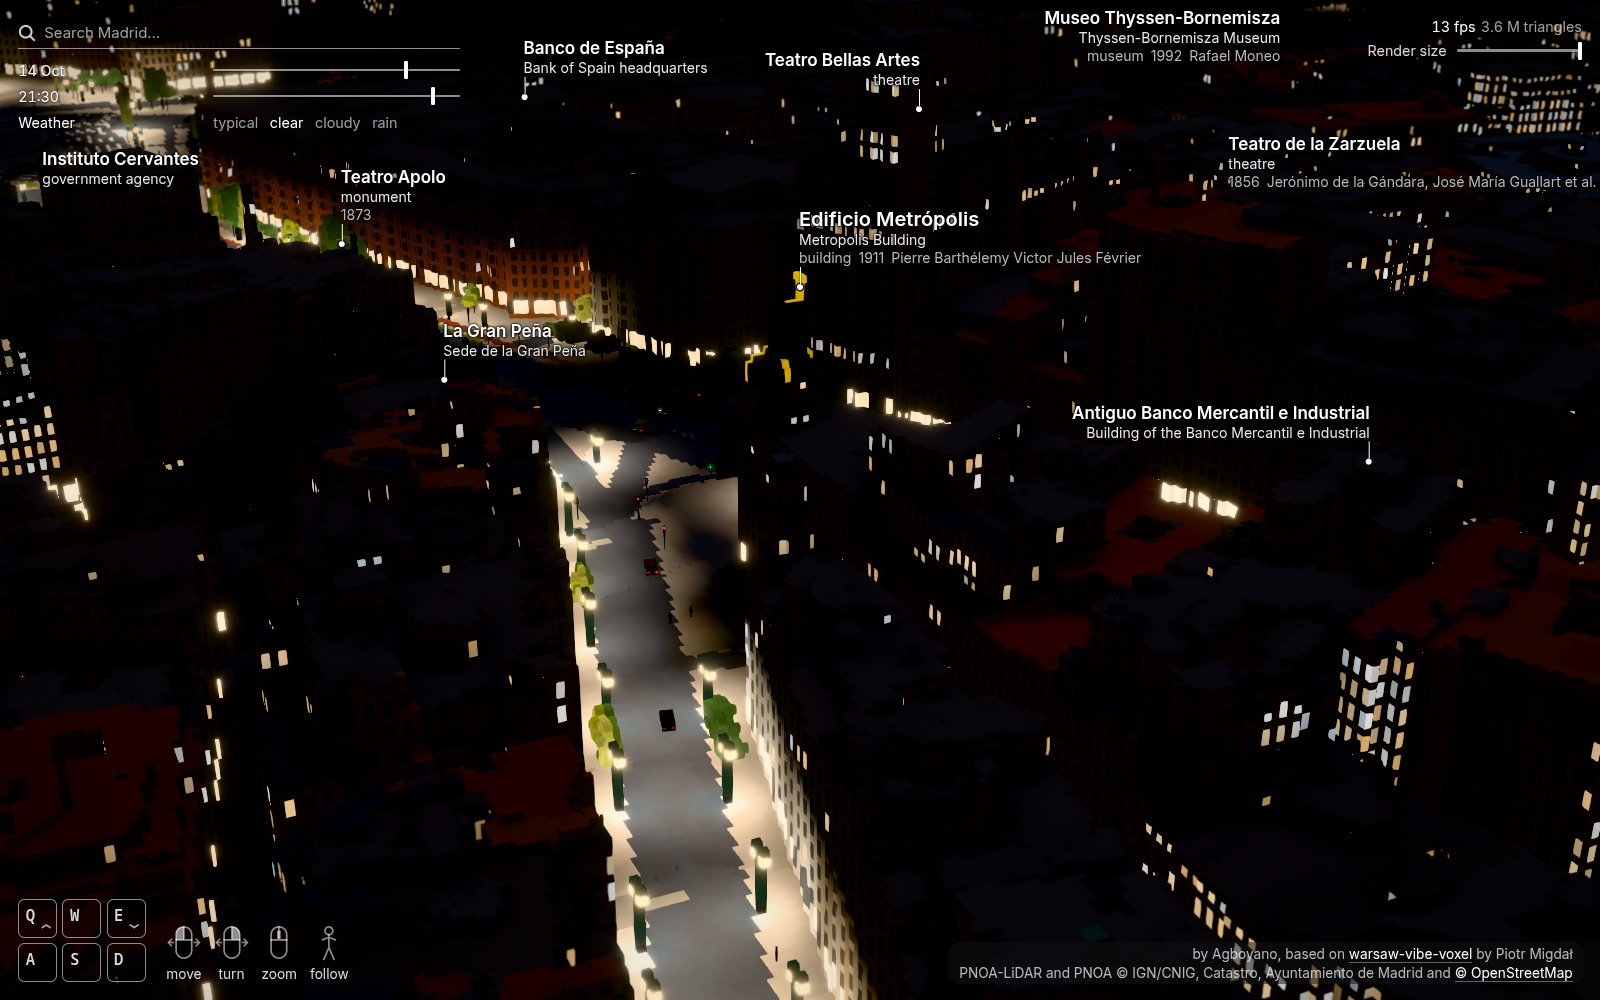 Search Madrid...
14 Oct
21:30
Weather typical clear cloudy rain
13 fps 3.6 M triangles
Render size
Banco de España
Bank of Spain headquarters
Teatro Bellas Artes
theatre
Museo Thyssen-Bornemisza
Thyssen-Bornemisza Museum
museum 1992 Rafael Moneo
Instituto Cervantes
government agency
Teatro Apolo
monument
1873
Teatro de la Zarzuela
theatre
1856 Jerónimo de la Gándara, José María Guallart et al.
Edificio Metrópolis
Metropolis Building
building 1911 Pierre Barthélemy Victor Jules Février
La Gran Peña
Sede de la Gran Peña
Antiguo Banco Mercantil e Industrial
Building of the Banco Mercantil e Industrial
Q W E
A S D
move turn zoom follow
by Agboyano, based on warsaw-vibe-voxel by Piotr Migdał
PNOA-LiDAR and PNOA © IGN/CNIG, Catastro, Ayuntamiento de Madrid and © OpenStreetMap